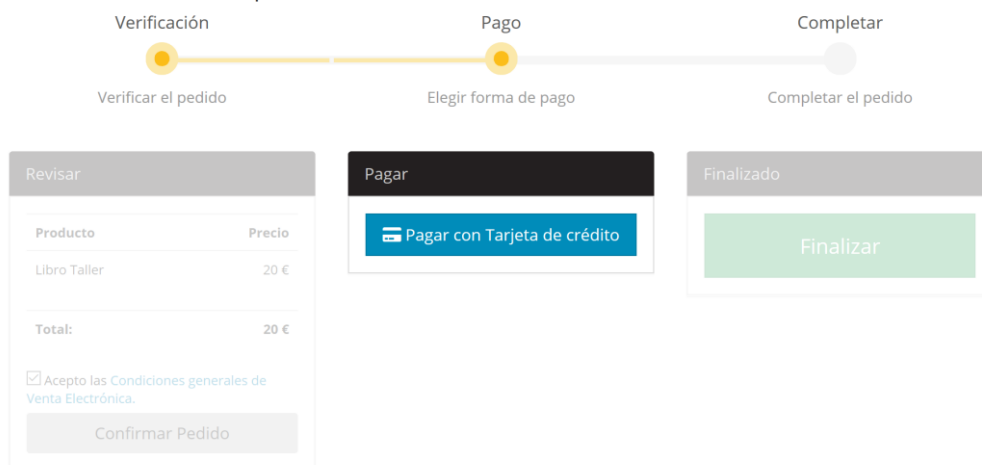 Verificación
Pago
Completar
Verificar el pedido
Elegir forma de pago
Completar el pedido
Revisar
Producto Precio
Libro Taller 20 €
Total: 20 €
Acepto las Condiciones generales de
Venta Electrónica.
Confirmar Pedido
Pagar
Pagar con Tarjeta de crédito
Finalizado
Finalizar